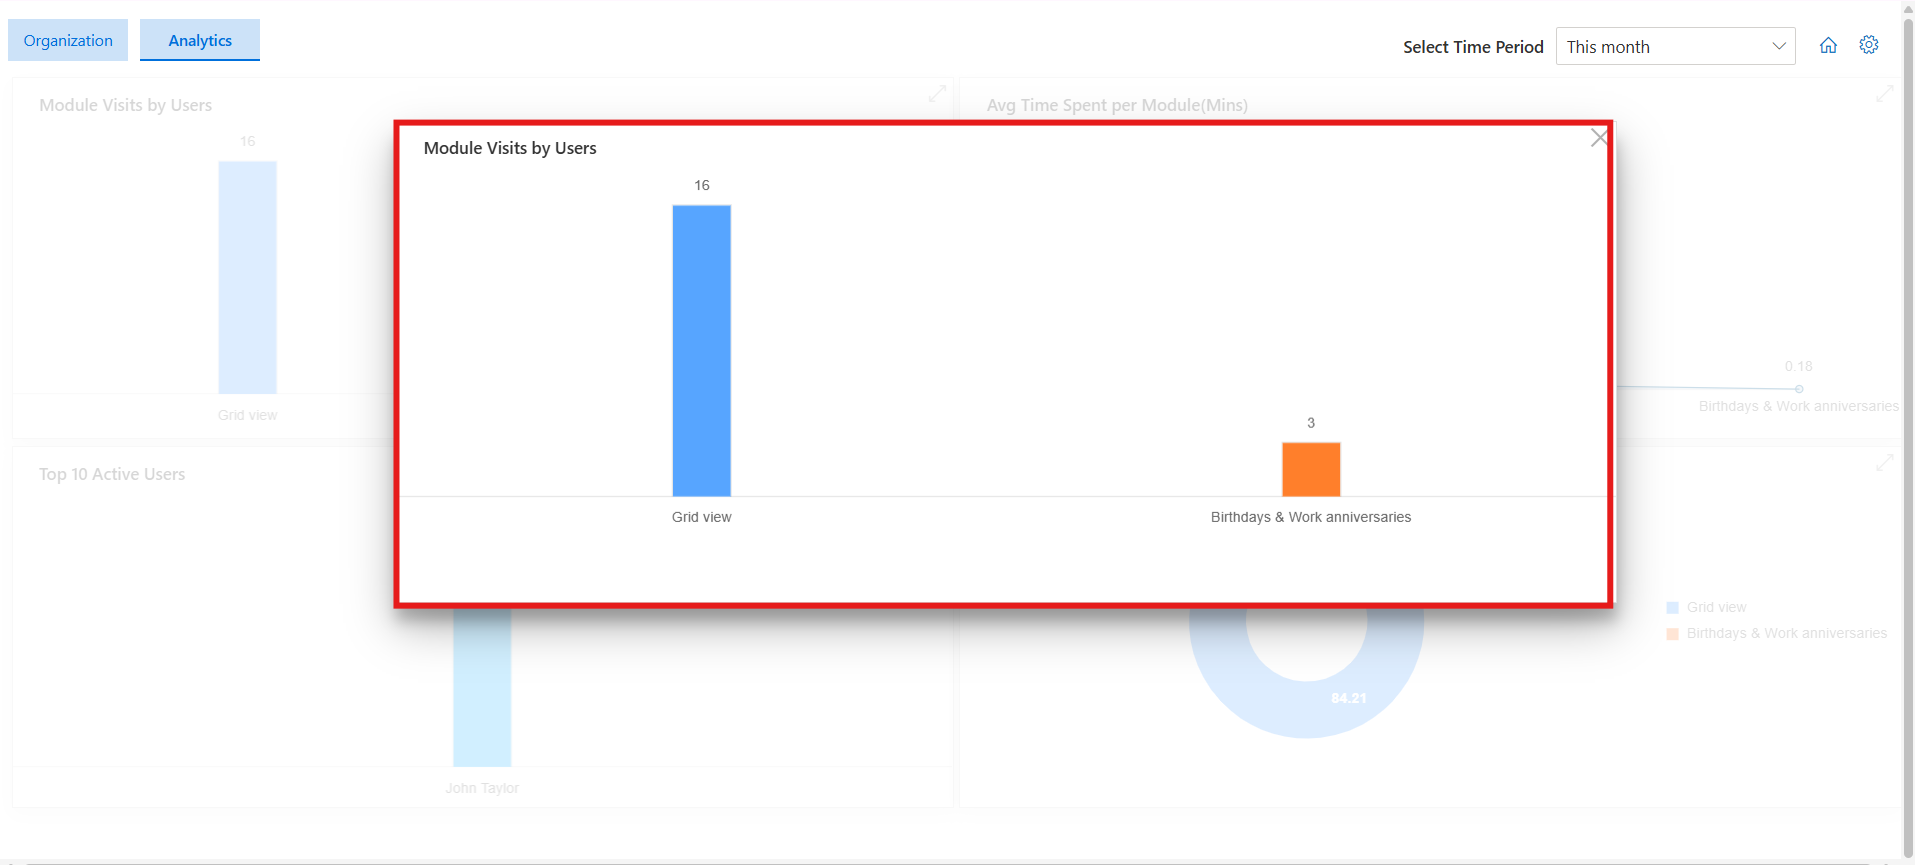 Organization
Analytics
Select Time Period
This month
Module Visits by Users
Avg Time Spent per Module(Mins)
16
Grid view
Module Visits by Users
16
3
Grid view
Birthdays & Work anniversaries
0.18
Birthdays & Work anniversaries
Top 10 Active Users
John Taylor
Grid view
Birthdays & Work anniversaries
84.21